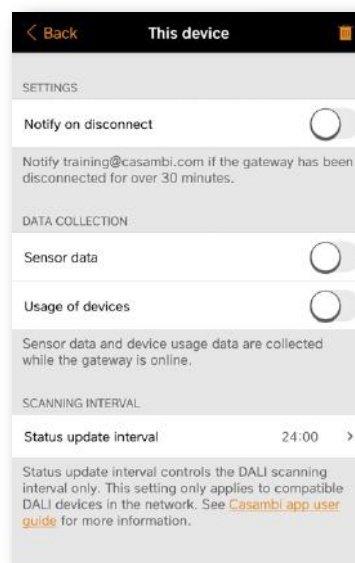 < Back This device
SETTINGS
Notify on disconnect
Notify training@casambi.com if the gateway has been
disconnected for over 30 minutes.
DATA COLLECTION
Sensor data
Usage of devices
Sensor data and device usage data are collected
while the gateway is online.
SCANNING INTERVAL
Status update interval 24:00 >
Status update interval controls the DALI scanning
interval only. This setting only applies to compatible
DALI devices in the network. See Casambi app user
guide for more information.